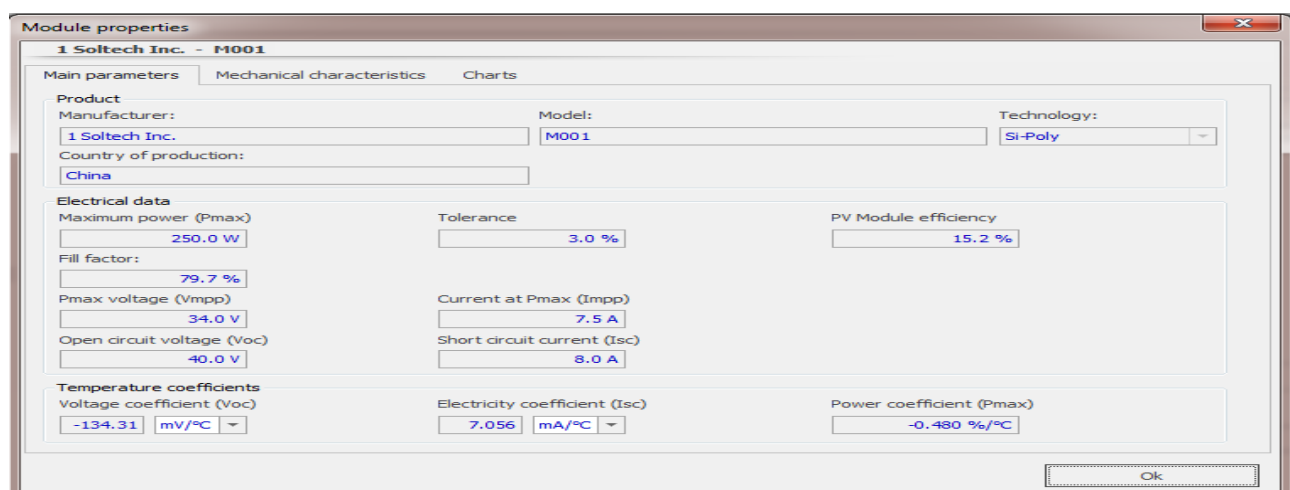 Module properties
1 Soltech Inc. - M001
Main parameters Mechanical characteristics Charts
Product
Manufacturer: Model: Technology:
1 Soltech Inc. M001 Si-Poly
Country of production:
China
Electrical data
Maximum power (Pmax) Tolerance PV Module efficiency
250.0 W 3.0 % 15.2 %
Fill factor:
79.7 %
Pmax voltage (Vmpp) Current at Pmax (Impp)
34.0 V 7.5 A
Open circuit voltage (Voc) Short circuit current (Isc)
40.0 V 8.0 A
Temperature coefficients
Voltage coefficient (Voc) Electricity coefficient (Isc) Power coefficient (Pmax)
-134.31 mV/°C 7.056 mA/°C -0.480 %/°C
Ok